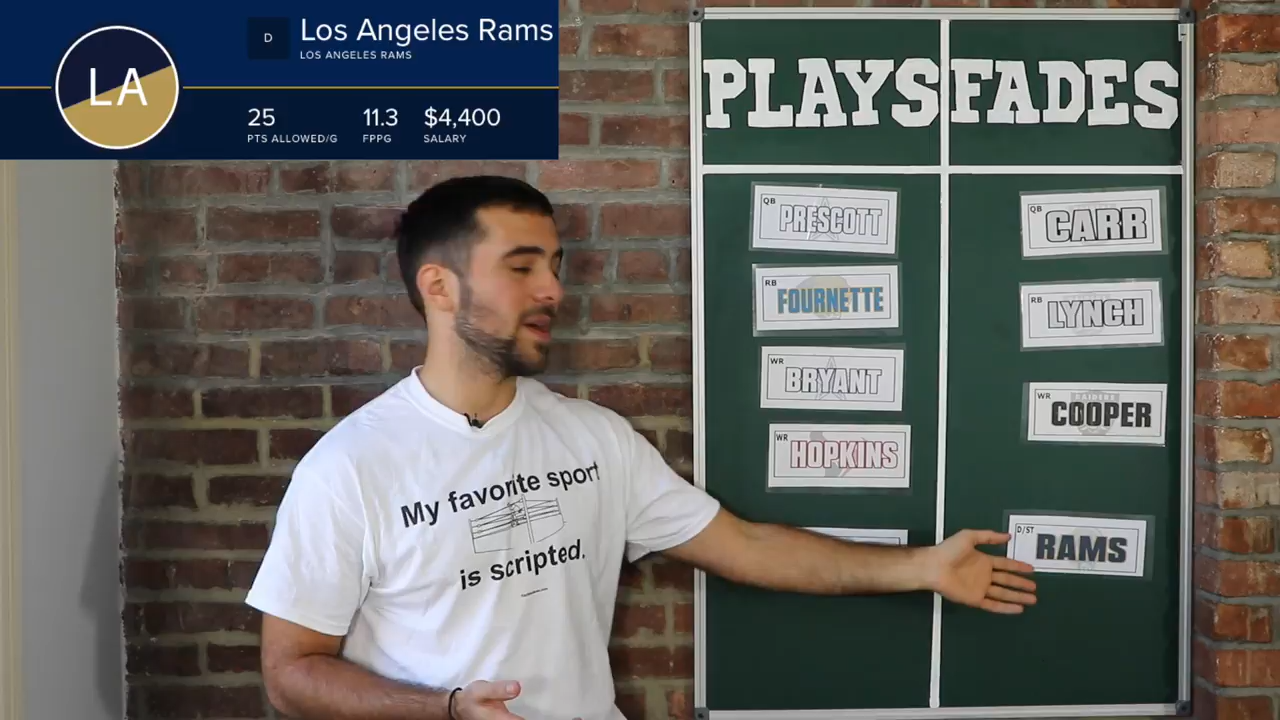 LA
D
Los Angeles Rams
LOS ANGELES RAMS
25
11.3
$4,400
PTS ALLOWED/G
FPPG
SALARY
PLAYS
FADES
QB
PRESCOTT
RB
FOURNETTE
WR
BRYANT
WR
HOPKINS
QB
CARR
RB
LYNCH
WR
RAIDERS
COOPER
D/ST
RAMS
My favorite sport
is scripted.